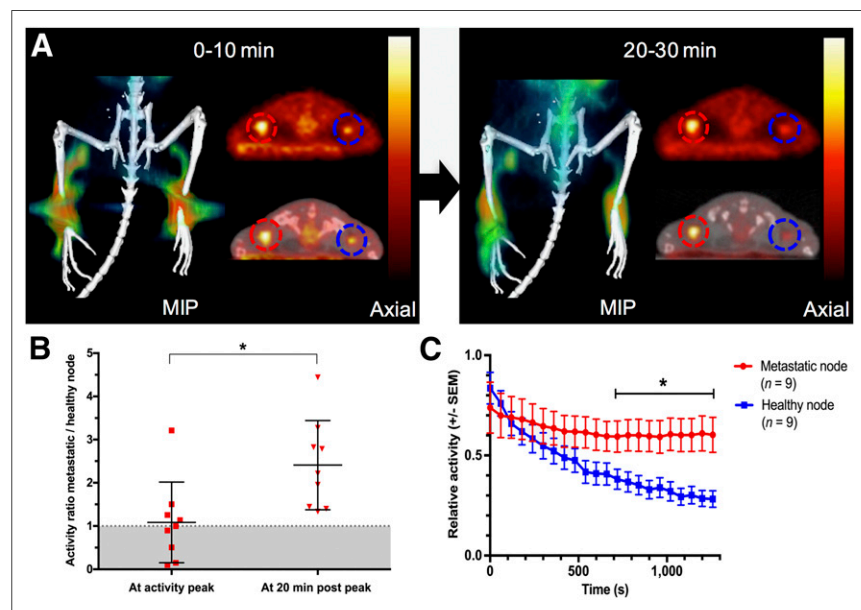 A
0-10 min
MIP
Axial
20-30 min
MIP
Axial
B
Activity ratio metastatic / healthy node
5
4
3
2
1
0
*
At activity peak
At 20 min post peak
C
Relative activity (+/- SEM)
1.0
0.5
0.0
*
0
500
1,000
Time (s)
Metastatic node
(n = 9)
Healthy node
(n = 9)